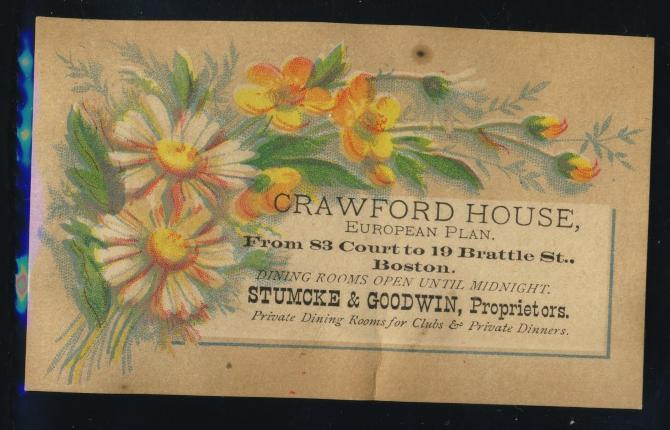 CRAWFORD HOUSE,
EUROPEAN PLAN.
From 83 Court to 19 Brattle St..
Boston.
DINING ROOMS OPEN UNTIL MIDNIGHT.
STUMCKE & GOODWIN, Proprietors.
Private Dining Rooms for Clubs & Private Dinners.